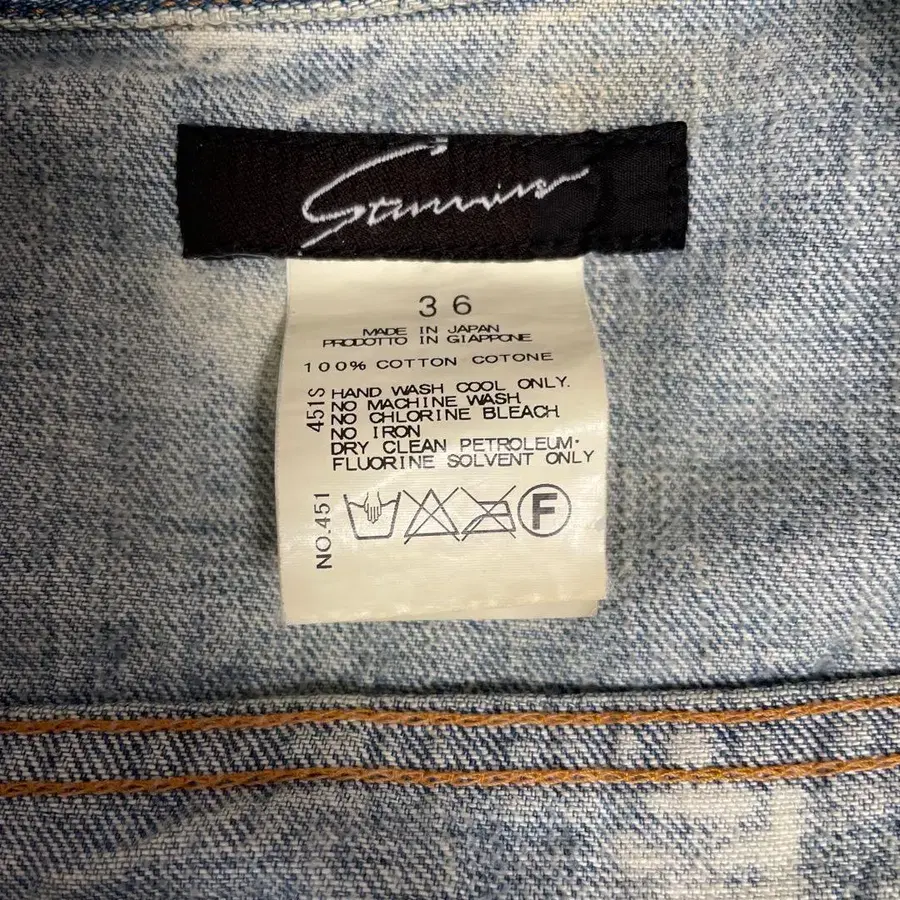 Stunnin
36
MADE IN JAPAN
PRODOTTO IN GIAPPONE
100% COTTON COTONE
HAND WASH COOL ONLY.
NO MACHINE WASH
NO CHLORINE BLEACH
NO IRON
DRY CLEAN PETROLEUM·
FLUORINE SOLVENT ONLY
451S
NO.451
F